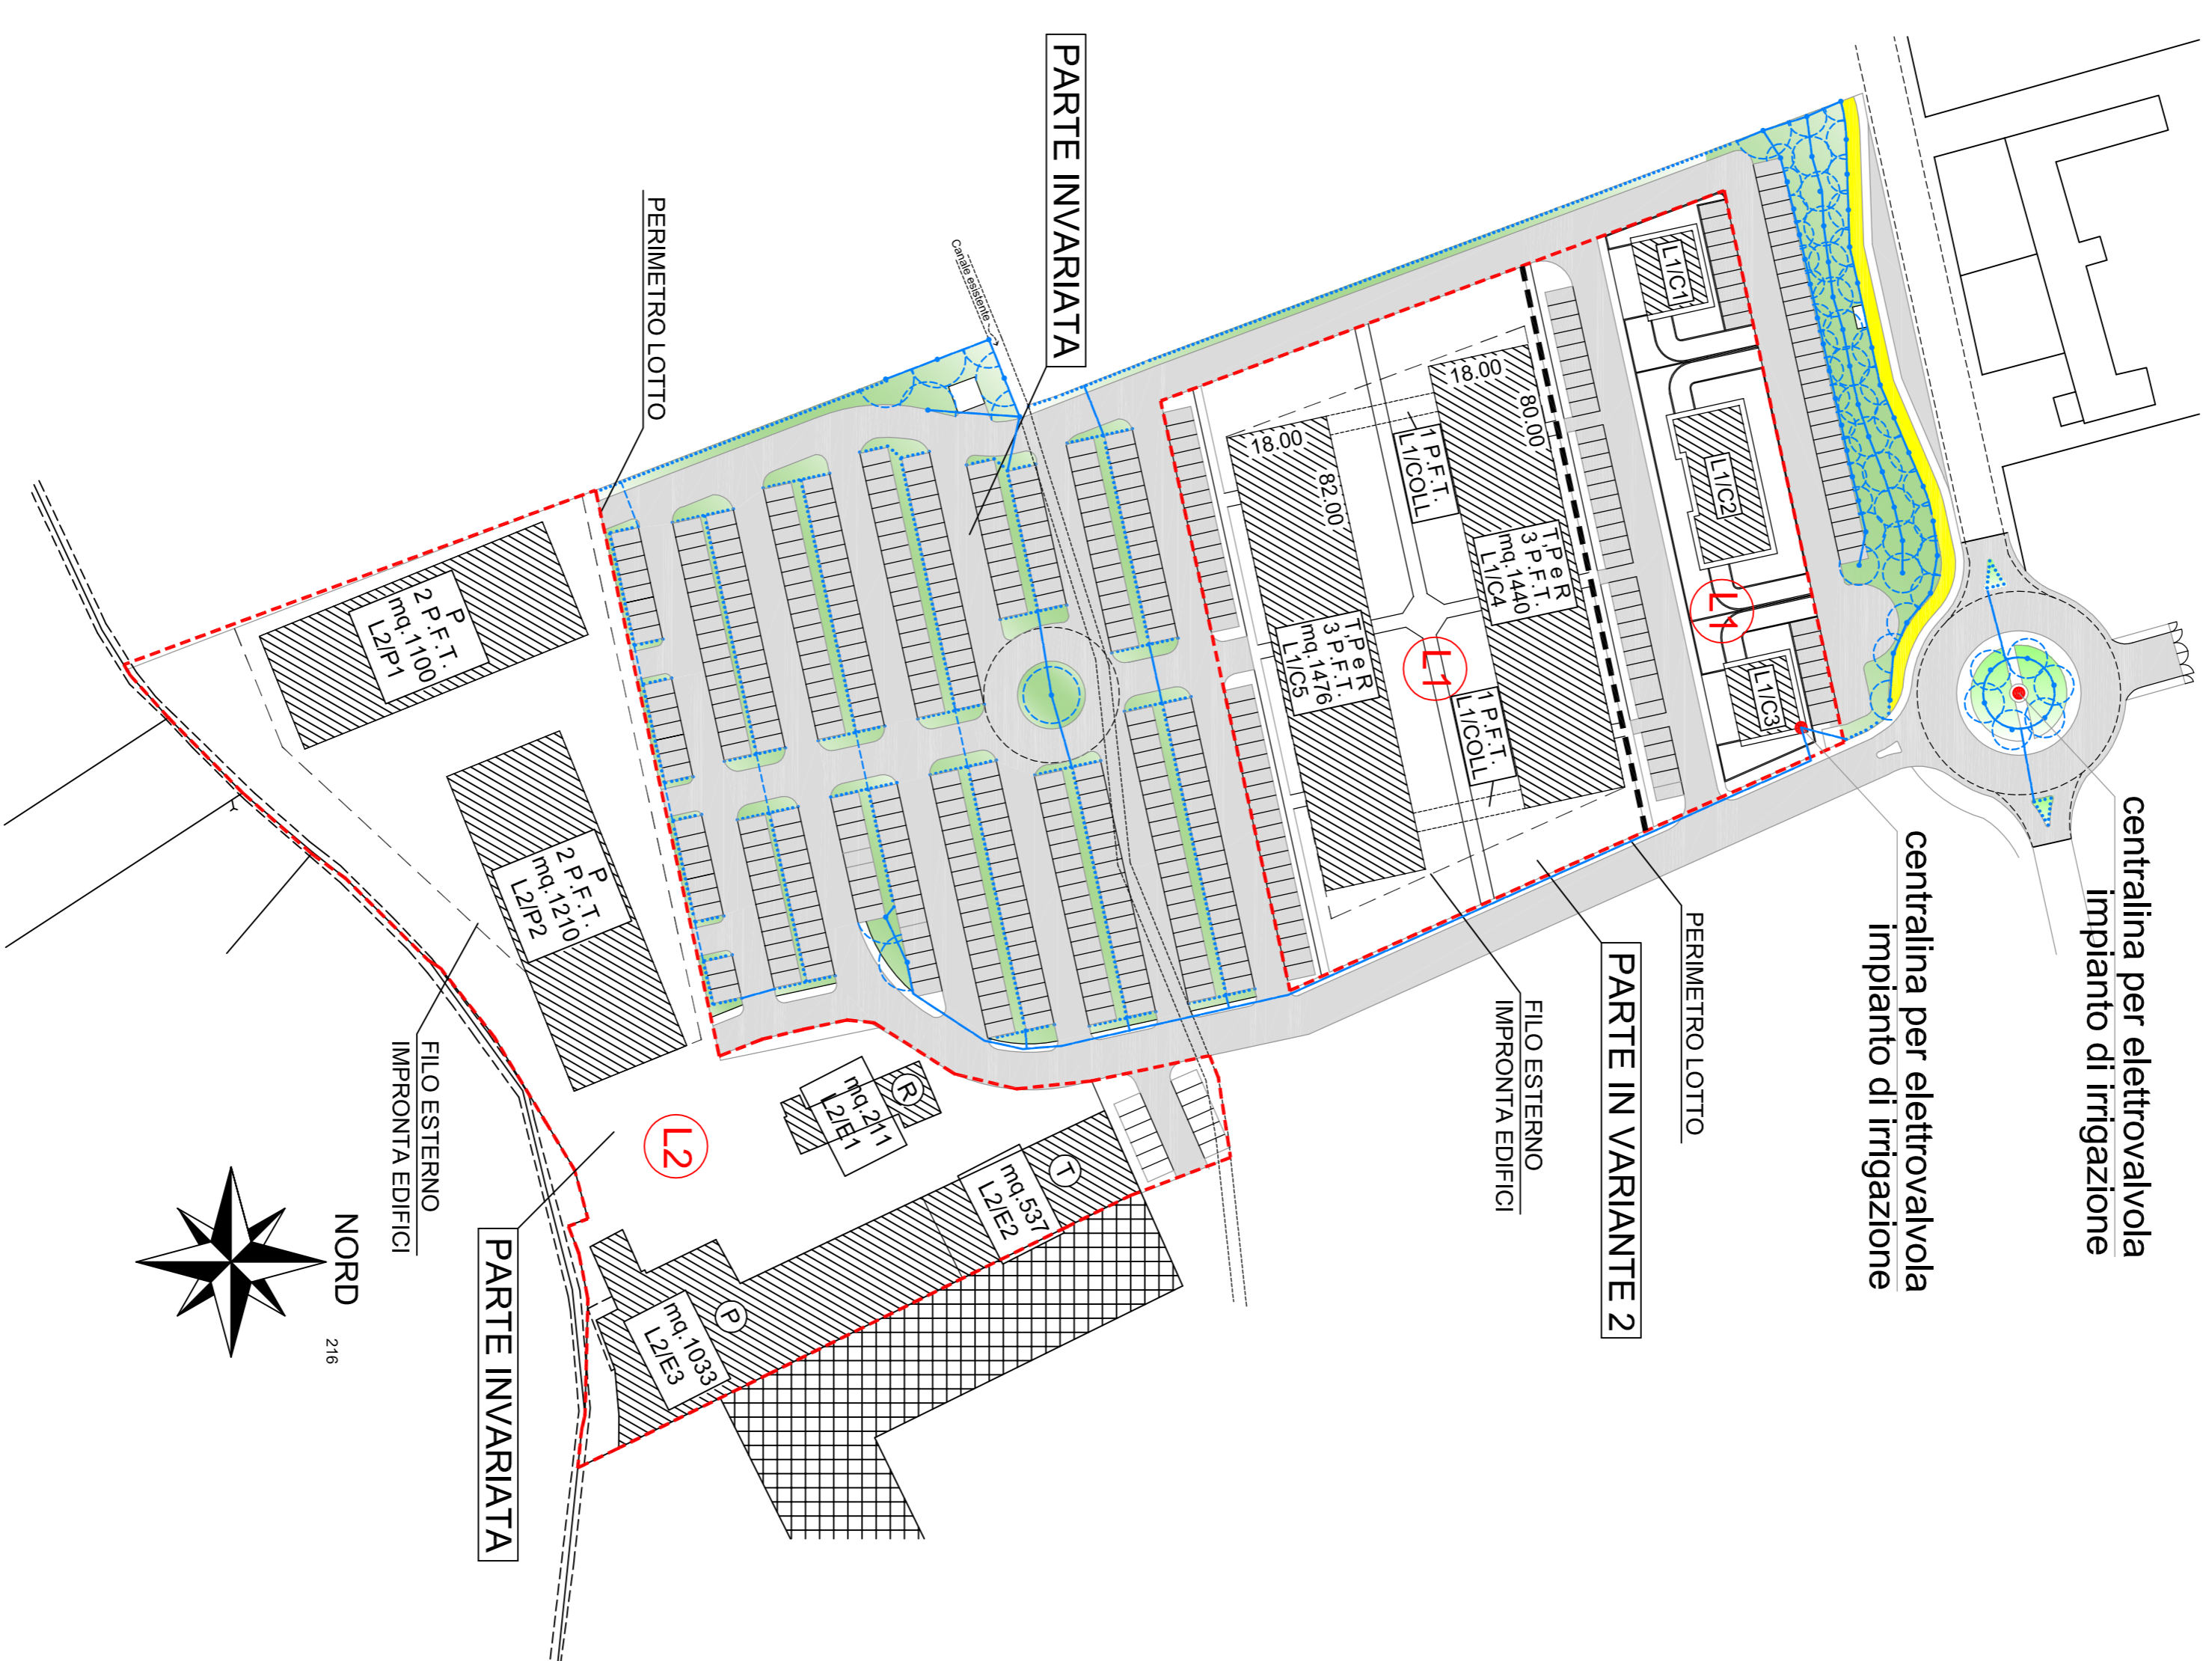 centralina per elettrovalvola
impianto di irrigazione
centralina per elettrovalvola
impianto di irrigazione
PERIMETRO LOTTO
PARTE IN VARIANTE 2
FILO ESTERNO
IMPRONTA EDIFICI
L1/C1
L1/C2
L1
L1/C3
80.00
18.00
T,PeR
3 P.F.T.
mq.1440
L1/C4
1 P.F.T.
L1/COLL
L1
1 P.F.T.
L1/COLL
18.00
82.00
T,PeR
3 P.F.T.
mq.1476
L1/C5
PARTE INVARIATA
Canale esistente
PERIMETRO LOTTO
P
2 P.F.T.
mq.1100
L2/P1
P
2 P.F.T.
mq.1210
L2/P2
R
mq.211
L2/E1
T
mq.537
L2/E2
L2
P
mq.1033
L2/E3
PARTE INVARIATA
FILO ESTERNO
IMPRONTA EDIFICI
NORD
216